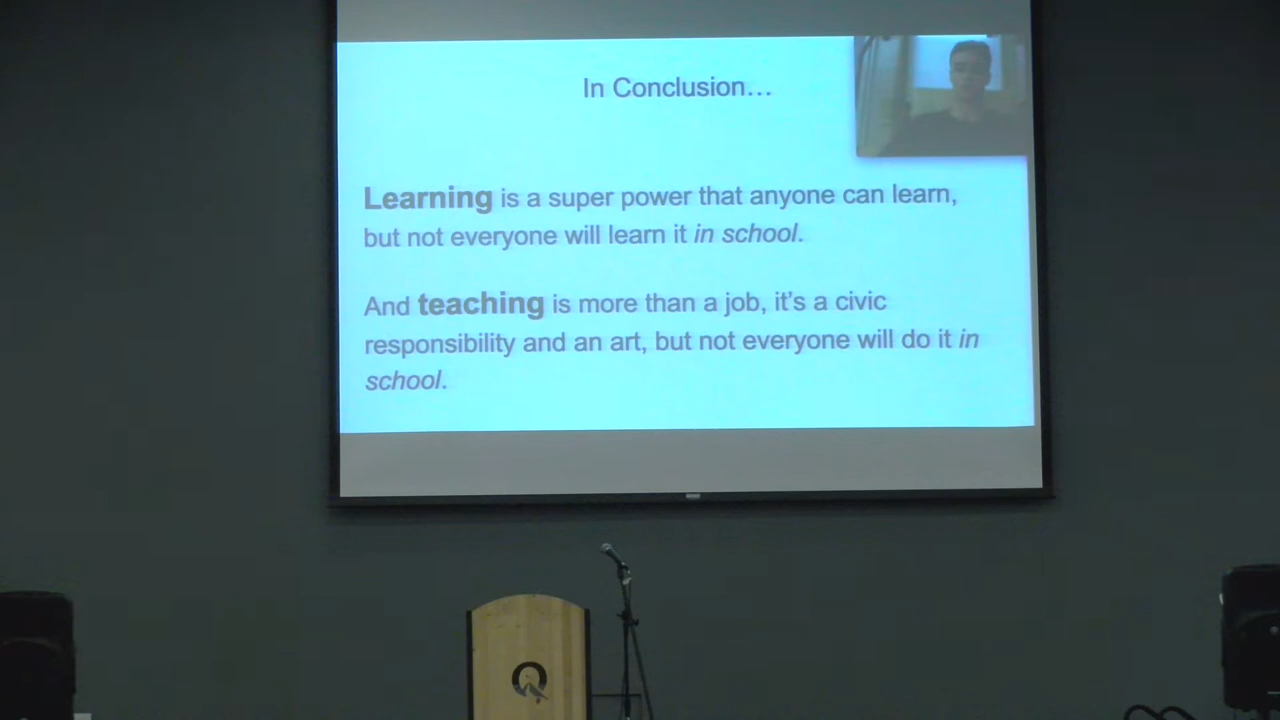 In Conclusion…
Learning is a super power that anyone can learn,
but not everyone will learn it in school.
And teaching is more than a job, it's a civic
responsibility and an art, but not everyone will do it in
school.
Q